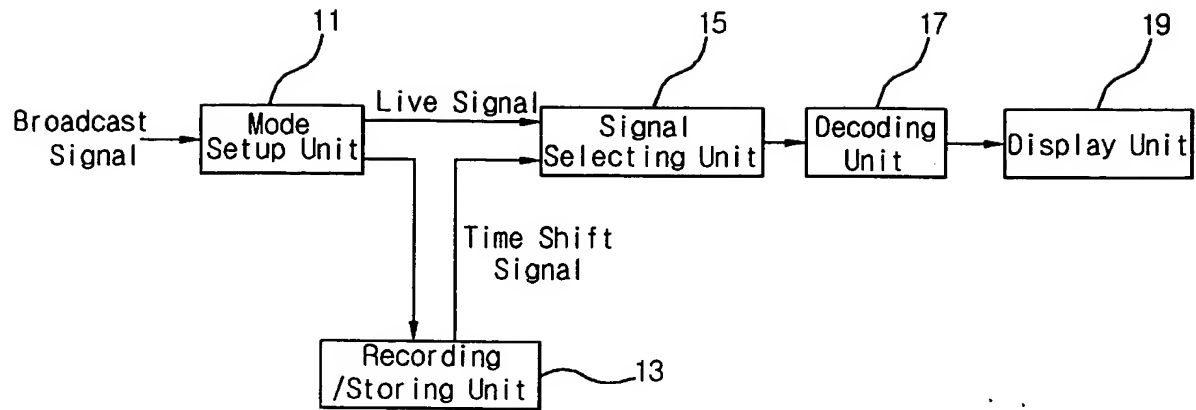 11
15
17
19
Broadcast
Signal
Mode
Setup Unit
Live Signal
Signal
Selecting Unit
Decoding
Unit
Display Unit
Time Shift
Signal
Recording
/Storing Unit
13